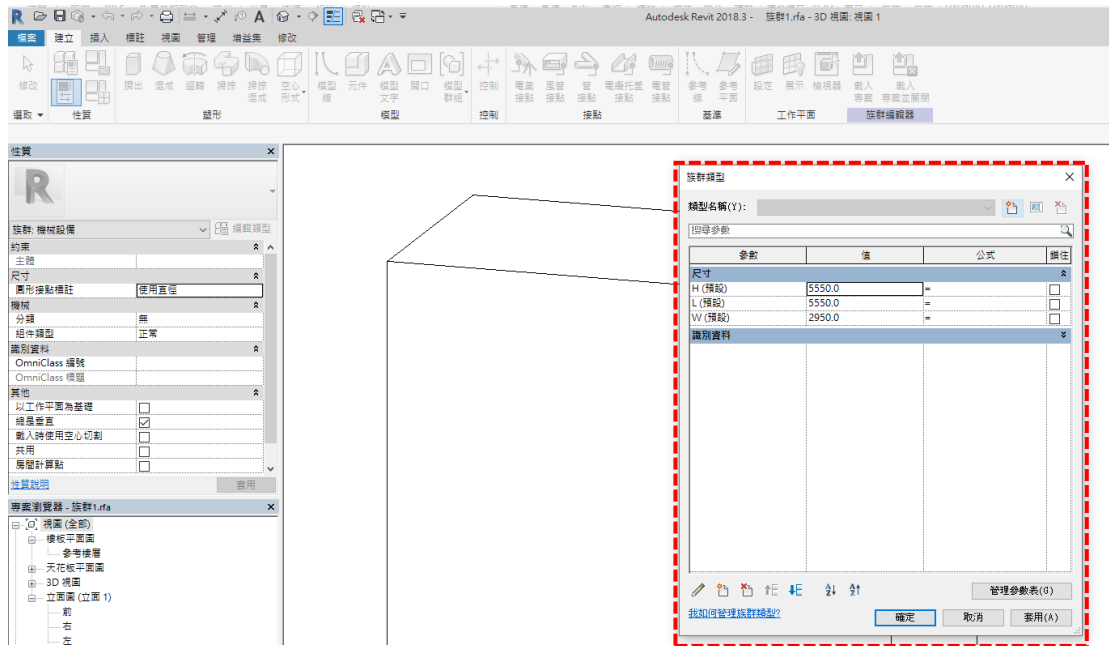 Autodesk Revit 2018.3 - 族群1.rfa - 3D 視圖: 視圖 1
檔案 建立 插入 標註 視圖 管理 增益集 修改
修改 擠出 混成 迴轉 掃掠 掃掠混成 空心形式 模型線 元件 模型文字 開口 模型群組 控制 電氣接點 風管接點 管接點 電纜托盤接點 電管接點 參考線 參考平面 設定 展示 檢視器 載入專案 載入專案並關閉
選取 性質 塑形 模型 控制 接點 基準 工作平面 族群編輯器
性質
族群: 機械設備 編輯類型
約束
主體
尺寸
圓形接點標註 使用直徑
機械
分類 無
組件類型 正常
識別資料
OmniClass 編號
OmniClass 標題
其他
以工作平面為基礎
總是垂直
載入時使用空心切割
共用
房間計算點
性質說明 套用
專案瀏覽器 - 族群1.rfa
視圖 (全部)
樓板平面圖
參考樓層
天花板平面圖
3D 視圖
立面圖 (立面 1)
前
右
左
族群類型
類型名稱(Y):
搜尋參數
參數 值 公式 鎖住
尺寸
H (預設) 5550.0 =
L (預設) 5550.0 =
W (預設) 2950.0 =
識別資料
管理參數表(G)
我如何管理族群類型?
確定 取消 套用(A)